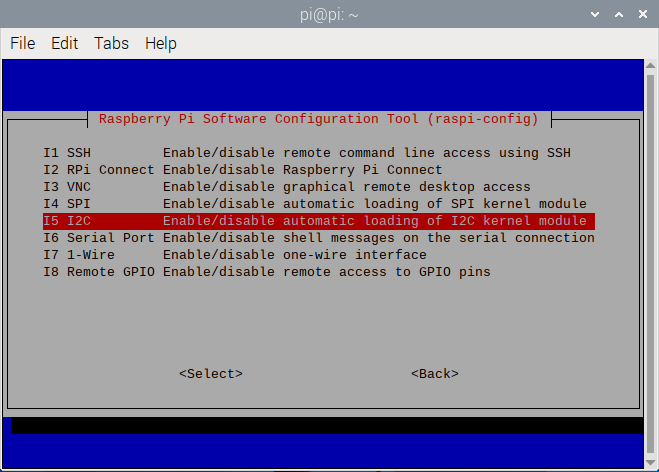 pi@pi: ~
File Edit Tabs Help
Raspberry Pi Software Configuration Tool (raspi-config)
I1 SSH Enable/disable remote command line access using SSH
I2 RPi Connect Enable/disable Raspberry Pi Connect
I3 VNC Enable/disable graphical remote desktop access
I4 SPI Enable/disable automatic loading of SPI kernel module
I5 I2C Enable/disable automatic loading of I2C kernel module
I6 Serial Port Enable/disable shell messages on the serial connection
I7 1-Wire Enable/disable one-wire interface
I8 Remote GPIO Enable/disable remote access to GPIO pins
<Select> <Back>